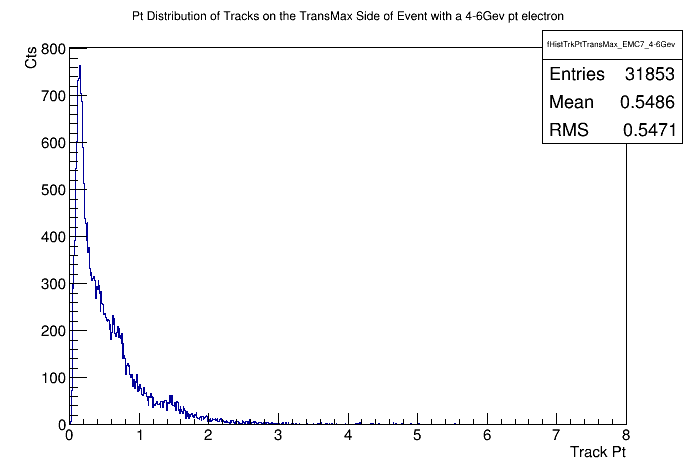 Pt Distribution of Tracks on the TransMax Side of Event with a 4-6Gev pt electron
fHistTrkPtTransMax_EMC7_4-6Gev
Entries 31853
Mean 0.5486
RMS 0.5471
Cts
800
700
600
500
400
300
200
100
0
0 1 2 3 4 5 6 7 8
Track Pt